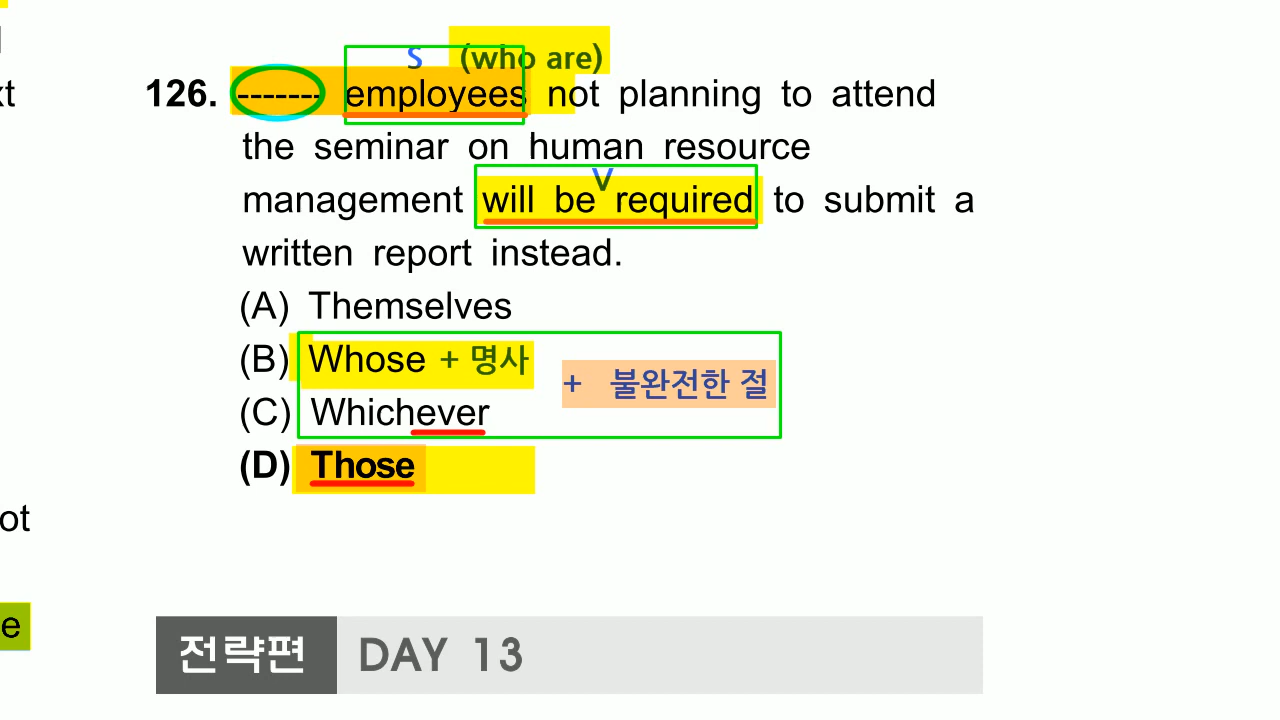 S (who are)
126. ------- employees not planning to attend
the seminar on human resource
V
management will be required to submit a
written report instead.
(A) Themselves
(B) Whose + 명사
+ 불완전한 절
(C) Whichever
(D) Those
xt
ot
e
전략편 DAY 13